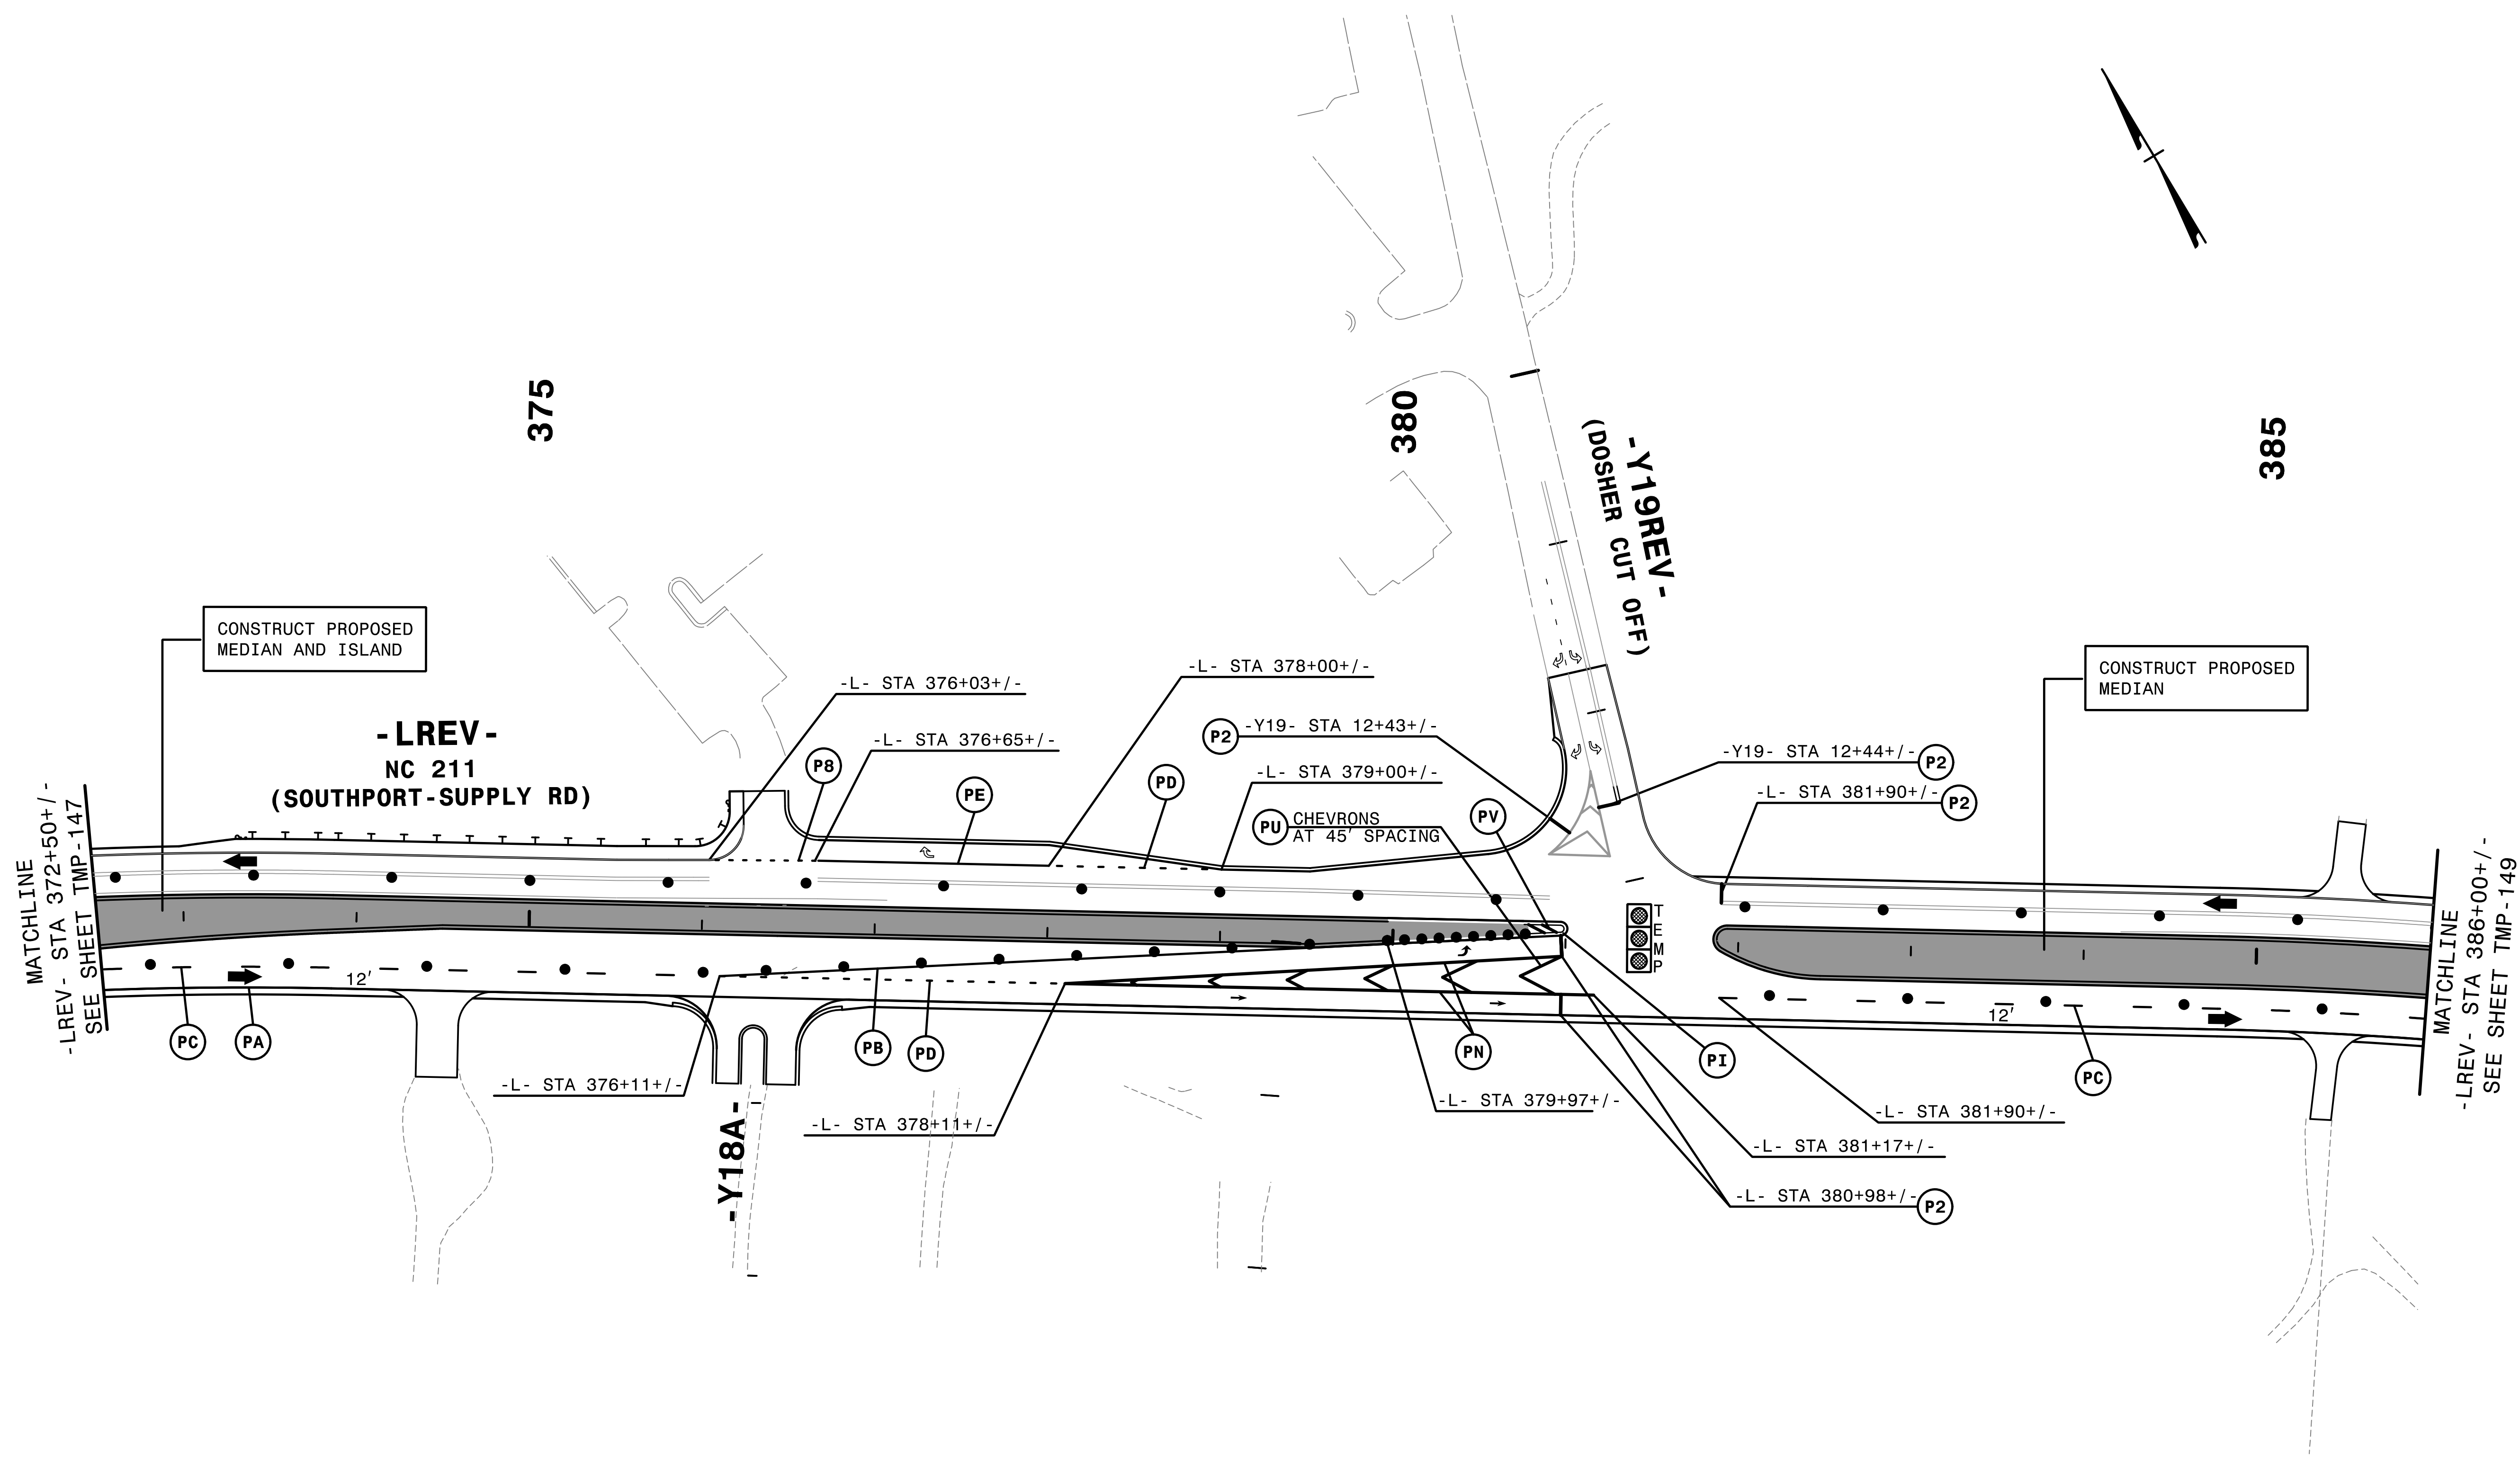 375
380
385
-Y19REV-
(DOSHER CUT OFF)
CONSTRUCT PROPOSED
MEDIAN AND ISLAND
CONSTRUCT PROPOSED
MEDIAN
-L- STA 376+03+/-
-L- STA 378+00+/-
-LREV-
NC 211
(SOUTHPORT-SUPPLY RD)
P8
-L- STA 376+65+/-
PE
PD
P2 -Y19- STA 12+43+/-
-L- STA 379+00+/-
PU CHEVRONS
AT 45' SPACING
PV
-Y19- STA 12+44+/- P2
-L- STA 381+90+/- P2
MATCHLINE
-LREV- STA 372+50+/-
SEE SHEET TMP-147
TEMP
MATCHLINE
-LREV- STA 386+00+/-
SEE SHEET TMP-149
12'
12'
PC
PA
PB
PD
PN
PI
PC
-L- STA 376+11+/-
-L- STA 378+11+/-
-Y18A-
-L- STA 379+97+/-
-L- STA 381+90+/-
-L- STA 381+17+/-
-L- STA 380+98+/- P2